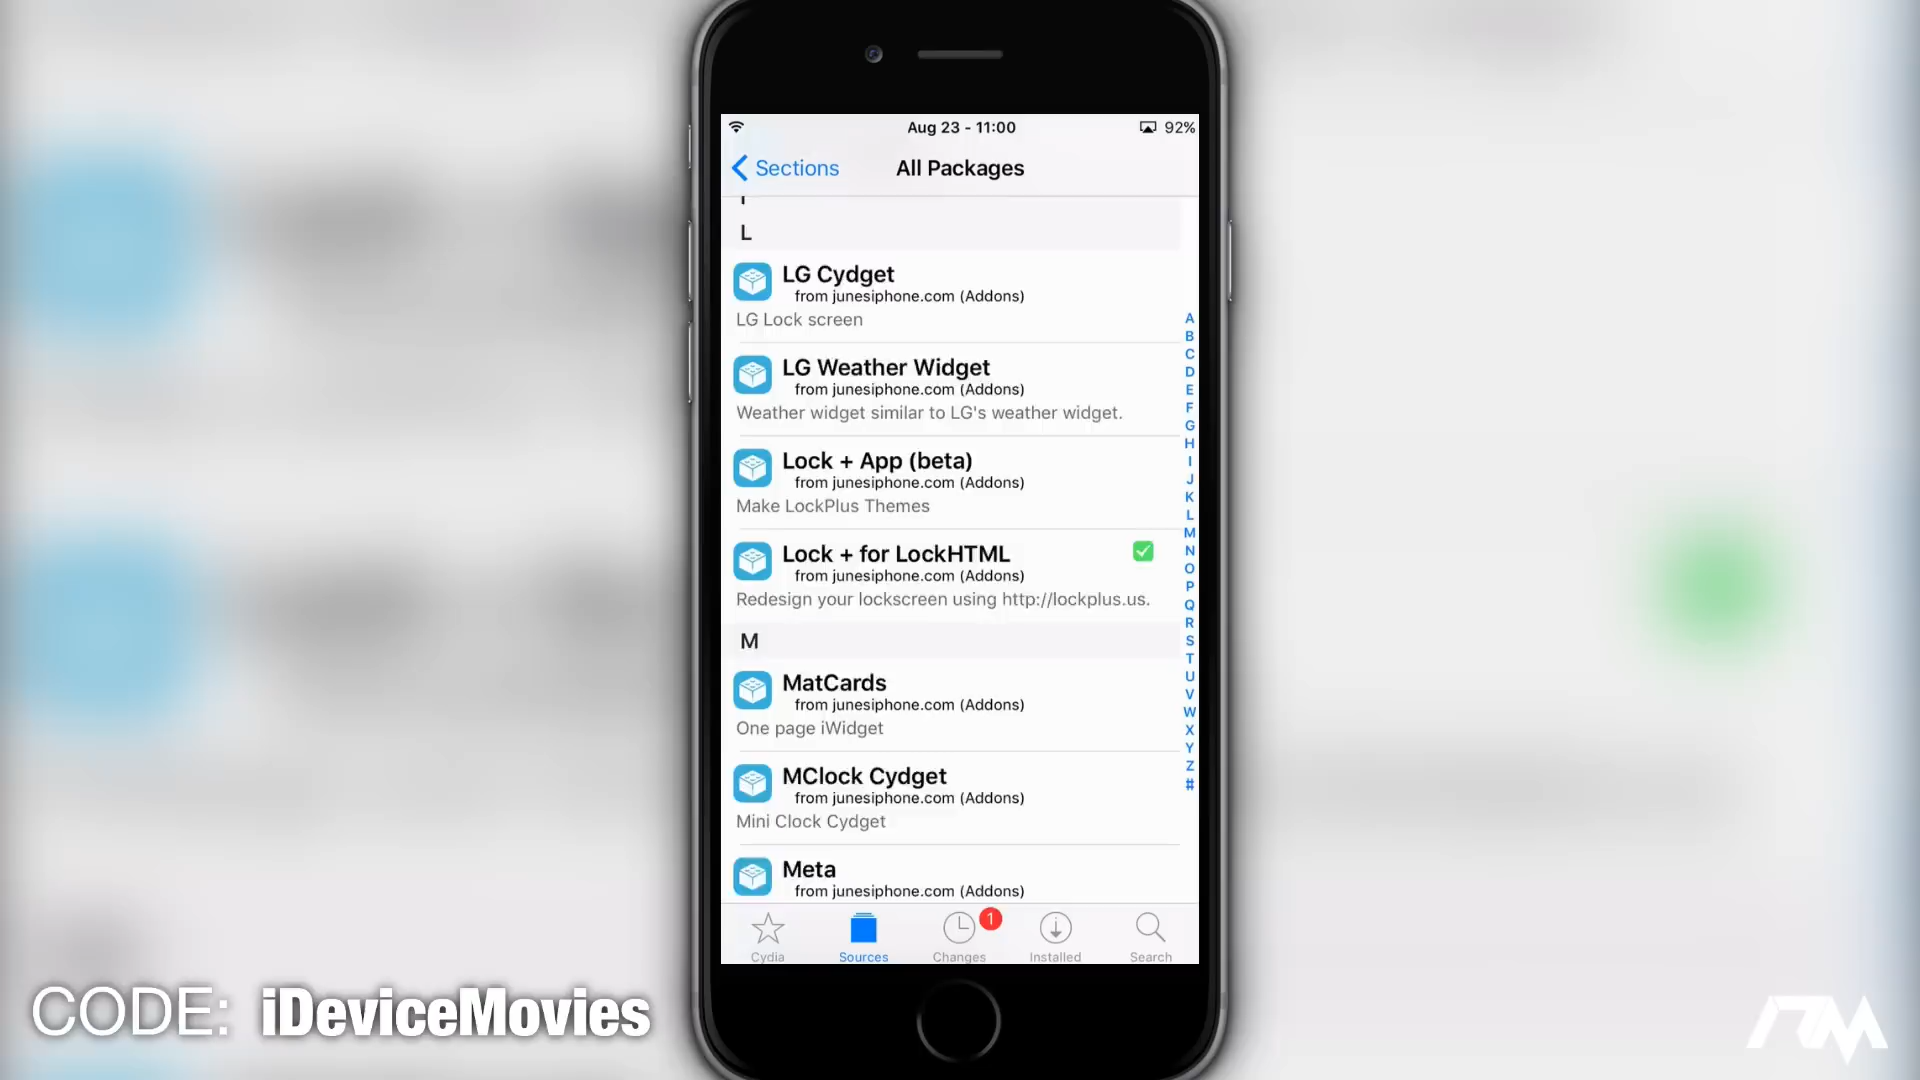 Aug 23 - 11:00
92%
Sections
All Packages
L
LG Cydget
from junesiphone.com (Addons)
LG Lock screen
LG Weather Widget
from junesiphone.com (Addons)
Weather widget similar to LG's weather widget.
Lock + App (beta)
from junesiphone.com (Addons)
Make LockPlus Themes
Lock + for LockHTML
from junesiphone.com (Addons)
Redesign your lockscreen using http://lockplus.us.
M
MatCards
from junesiphone.com (Addons)
One page iWidget
MClock Cydget
from junesiphone.com (Addons)
Mini Clock Cydget
Meta
from junesiphone.com (Addons)
A
B
C
D
E
F
G
H
I
J
K
L
M
N
O
P
Q
R
S
T
U
V
W
X
Y
Z
#
1
Cydia
Sources
Changes
Installed
Search
CODE: iDeviceMovies